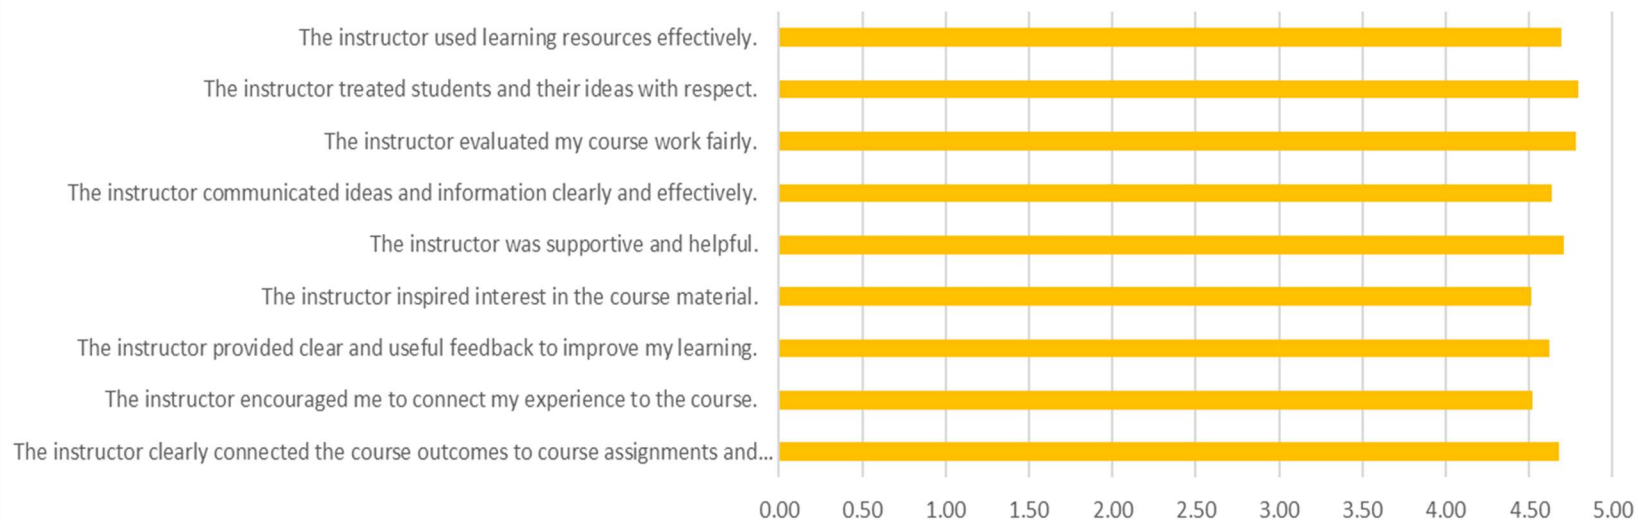 The instructor used learning resources effectively.
The instructor treated students and their ideas with respect.
The instructor evaluated my course work fairly.
The instructor communicated ideas and information clearly and effectively.
The instructor was supportive and helpful.
The instructor inspired interest in the course material.
The instructor provided clear and useful feedback to improve my learning.
The instructor encouraged me to connect my experience to the course.
The instructor clearly connected the course outcomes to course assignments and...
0.00 0.50 1.00 1.50 2.00 2.50 3.00 3.50 4.00 4.50 5.00